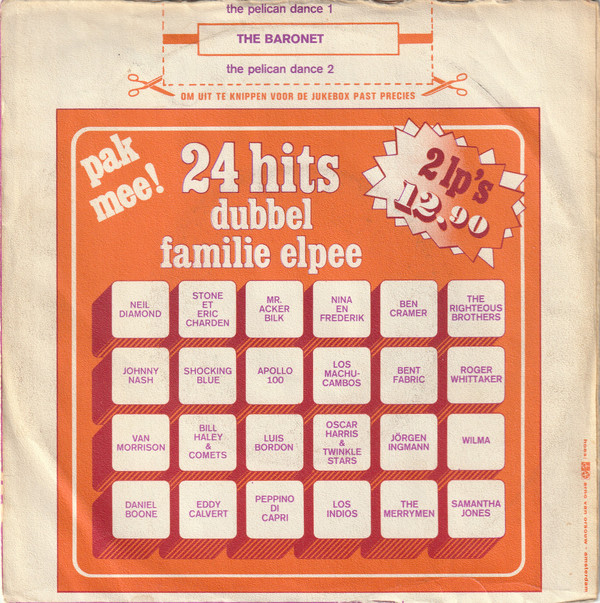 the pelican dance 1
THE BARONET
the pelican dance 2
OM UIT TE KNIPPEN VOOR DE JUKEBOX PAST PRECIES
pak
mee!
24 hits
dubbel
familie elpee
2 lp's
12.90
NEIL
DIAMOND
STONE
ET
ERIC
CHARDEN
MR.
ACKER
BILK
NINA
EN
FREDERIK
BEN
CRAMER
THE
RIGHTEOUS
BROTHERS
JOHNNY
NASH
SHOCKING
BLUE
APOLLO
100
LOS
MACHU-
CAMBOS
BENT
FABRIC
ROGER
WHITTAKER
VAN
MORRISON
BILL
HALEY
&
COMETS
LUIS
BORDON
OSCAR
HARRIS
&
TWINKLE
STARS
JÖRGEN
INGMANN
WILMA
DANIEL
BOONE
EDDY
CALVERT
PEPPINO
DI
CAPRI
LOS
INDIOS
THE
MERRYMEN
SAMANTHA
JONES